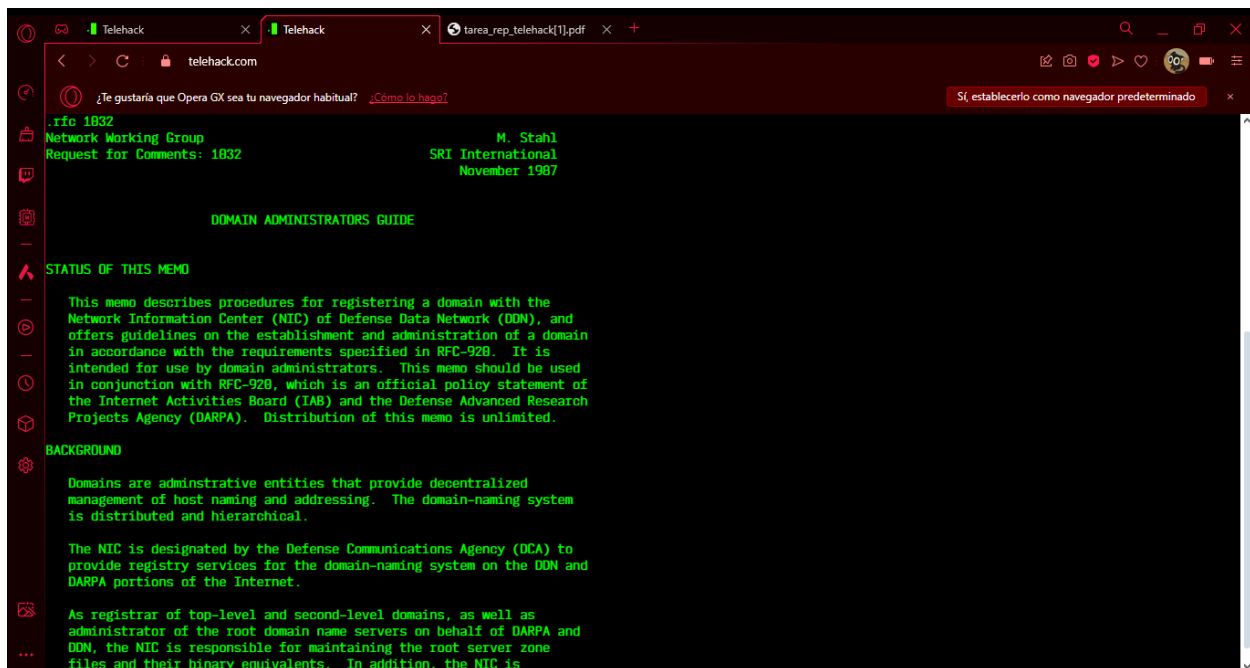 Telehack
Telehack
tarea_rep_telehack[1].pdf
telehack.com
¿Te gustaría que Opera GX sea tu navegador habitual? ¿Cómo lo hago?
Sí, establecerlo como navegador predeterminado
.rfc 1032
Network Working Group M. Stahl
Request for Comments: 1032 SRI International
November 1987
DOMAIN ADMINISTRATORS GUIDE
STATUS OF THIS MEMO
This memo describes procedures for registering a domain with the
Network Information Center (NIC) of Defense Data Network (DDN), and
offers guidelines on the establishment and administration of a domain
in accordance with the requirements specified in RFC-920. It is
intended for use by domain administrators. This memo should be used
in conjunction with RFC-920, which is an official policy statement of
the Internet Activities Board (IAB) and the Defense Advanced Research
Projects Agency (DARPA). Distribution of this memo is unlimited.
BACKGROUND
Domains are adminstrative entities that provide decentralized
management of host naming and addressing. The domain-naming system
is distributed and hierarchical.
The NIC is designated by the Defense Communications Agency (DCA) to
provide registry services for the domain-naming system on the DDN and
DARPA portions of the Internet.
As registrar of top-level and second-level domains, as well as
administrator of the root domain name servers on behalf of DARPA and
DDN, the NIC is responsible for maintaining the root server zone
files and their binary equivalents. In addition, the NIC is